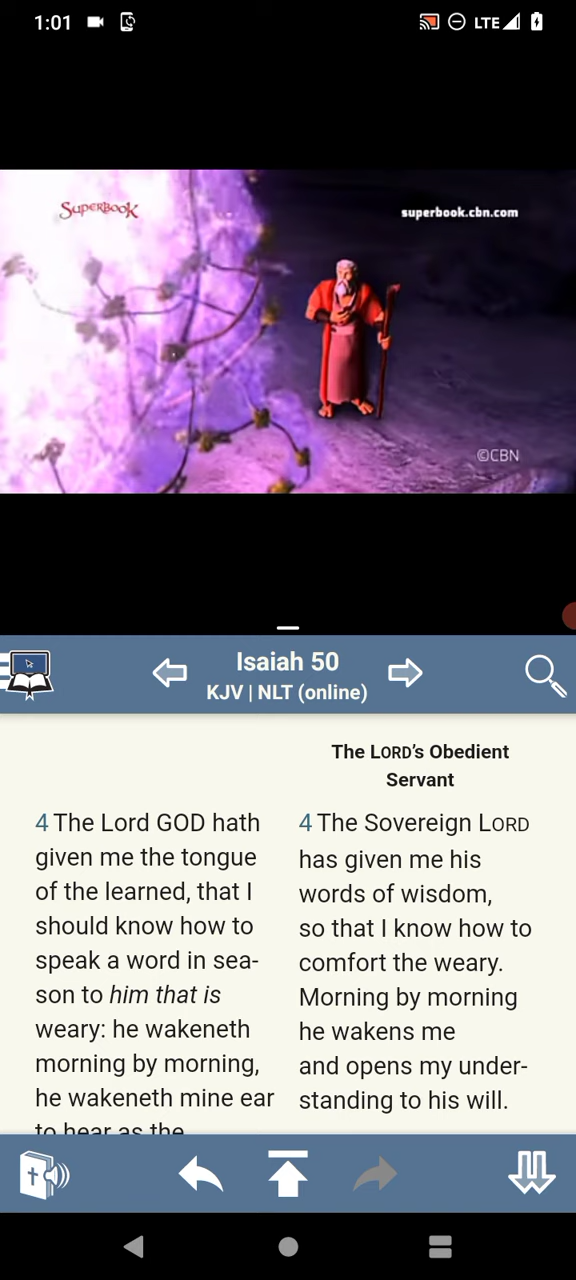 1:01
LTE
SUPERBOOK
superbook.cbn.com
©CBN
Isaiah 50
KJV | NLT (online)
4 The Lord GOD hath
given me the tongue
of the learned, that I
should know how to
speak a word in sea-
son to him that is
weary: he wakeneth
morning by morning,
he wakeneth mine ear
to hear as the
The LORD's Obedient
Servant
4 The Sovereign LORD
has given me his
words of wisdom,
so that I know how to
comfort the weary.
Morning by morning
he wakens me
and opens my under-
standing to his will.